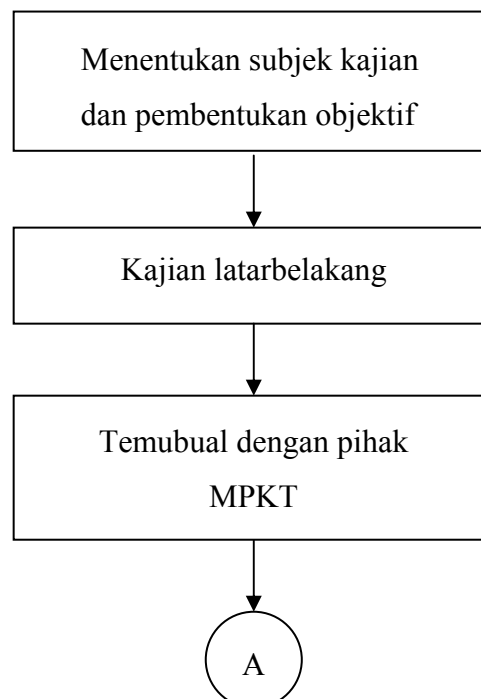 Menentukan subjek kajian
dan pembentukan objektif
Kajian latarbelakang
Temubual dengan pihak
MPKT
A